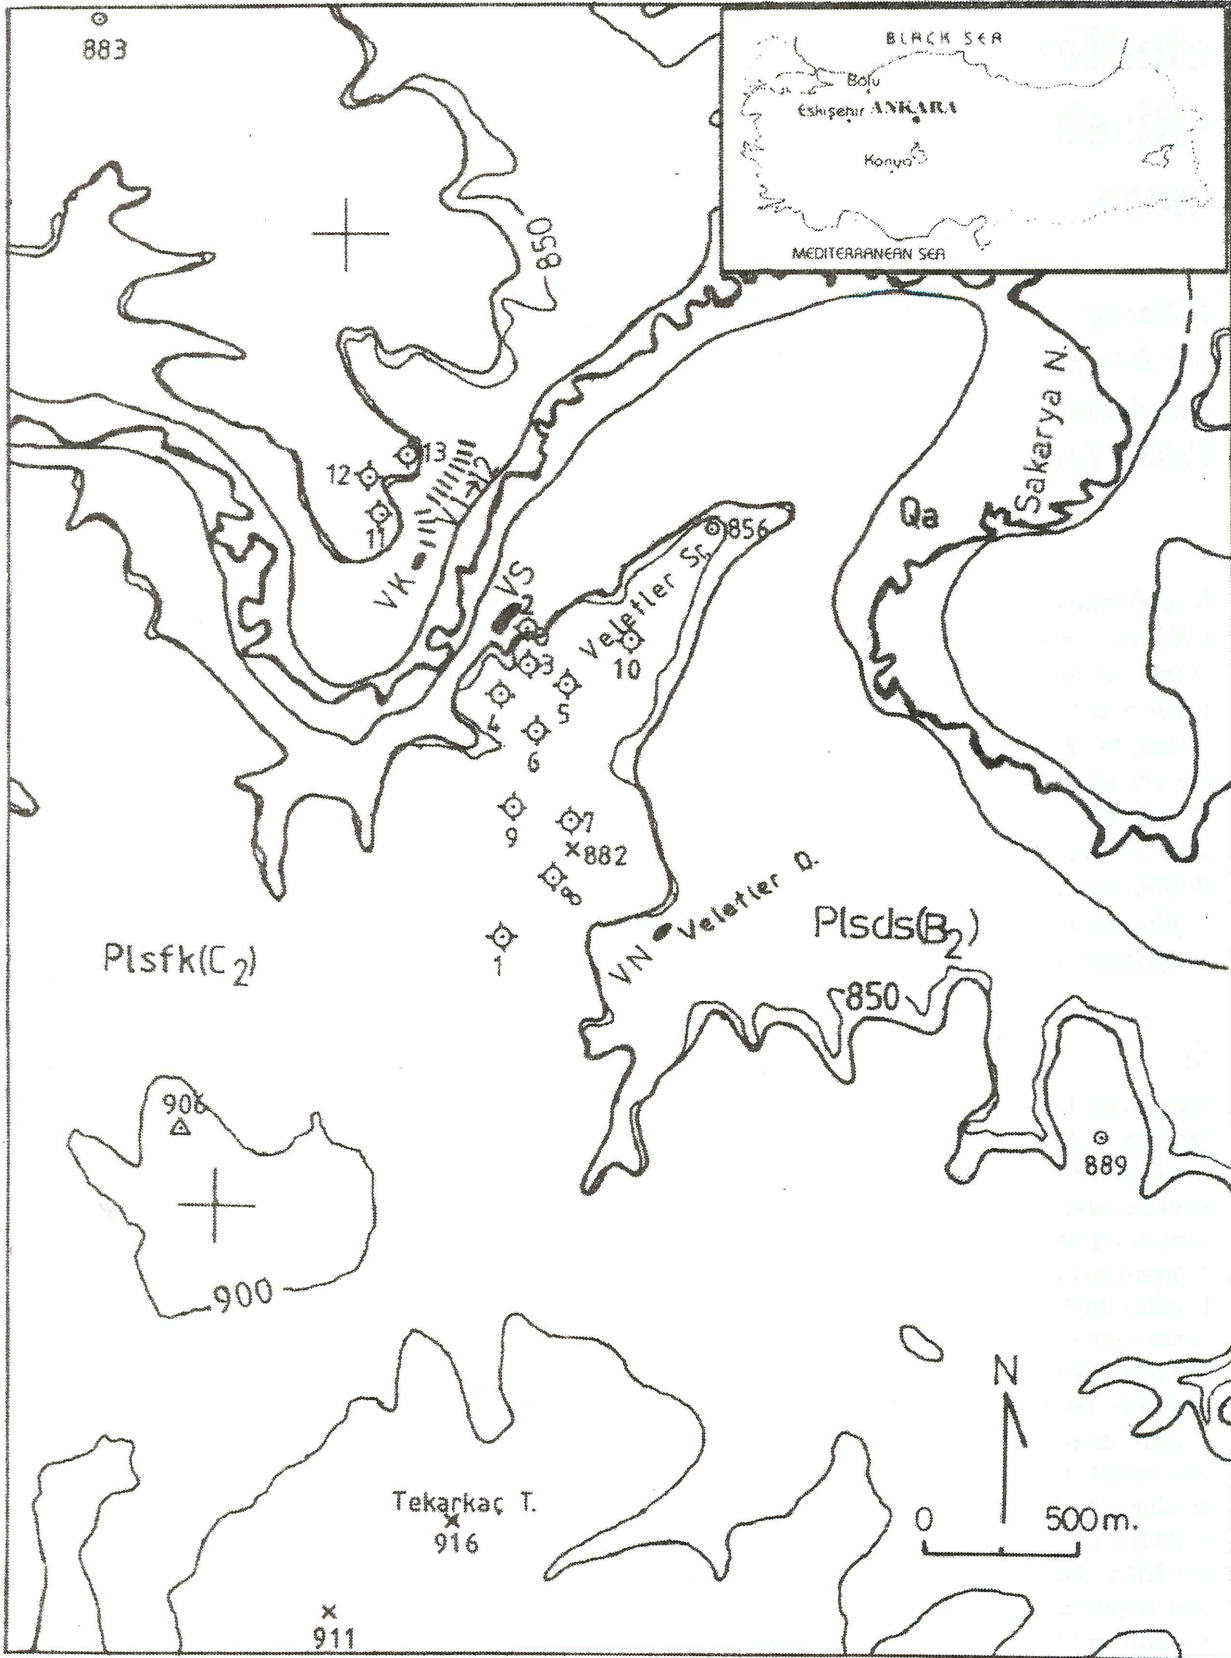 883
BLACK SEA
Bolu
Eskişehir ANKARA
Konya
MEDITERRANEAN SEA
850
Sakarya N.
13
12
11
V1-12
VK
Qa
856
VS
2
Veletler Sr.
3
10
4
5
6
9
7
882
8
1
Veletler D.
VN
Plsds(B2)
Plsfk(C2)
850
906
889
900
N
Tekarkaç T.
916
0 500m.
911